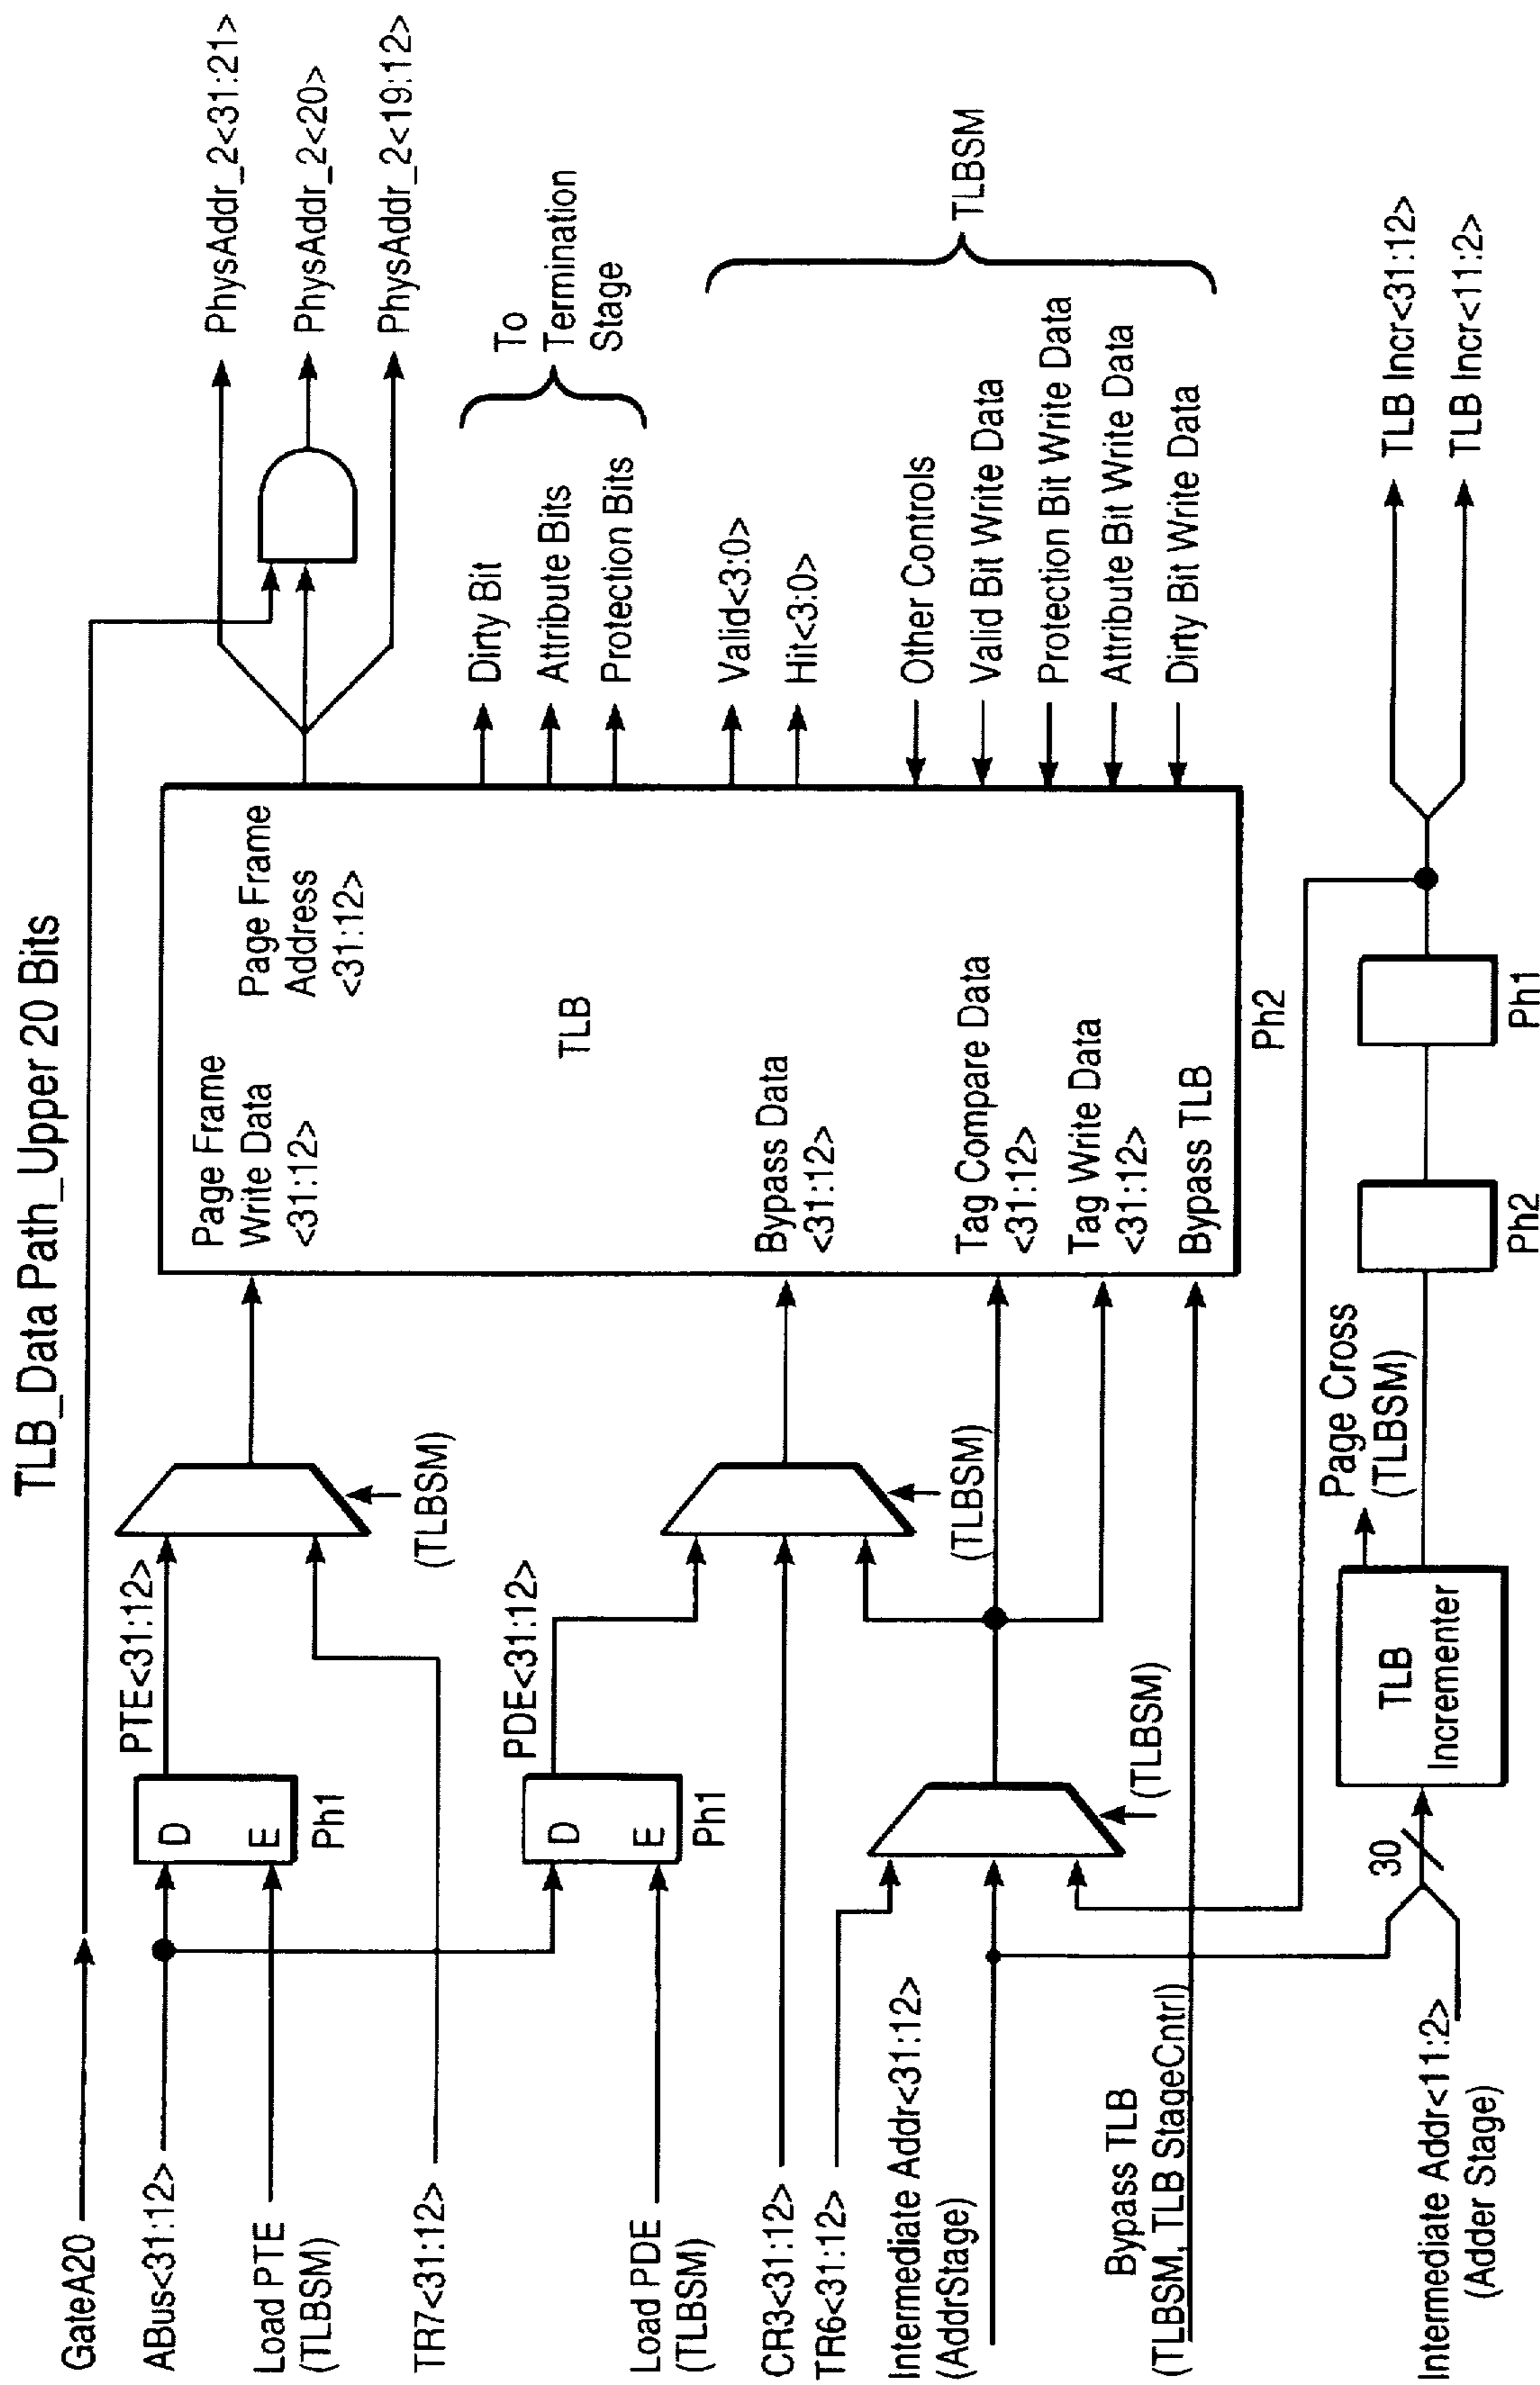 TLB_Data Path_Upper 20 Bits
GateA20
ABus<31:12>
Load PTE
(TLBSM)
TR7<31:12>
Load PDE
(TLBSM)
CR3<31:12>
TR6<31:12>
Intermediate Addr<31:12>
(AddrStage)
Bypass TLB
(TLBSM, TLB StageCntrl)
Intermediate Addr<11:2>
(Adder Stage)
D
E
Ph1
PTE<31:12>
(TLBSM)
D
E
Ph1
PDE<31:12>
(TLBSM)
(TLBSM)
30
TLB
Incrementer
Page Cross
(TLBSM)
Ph2
Ph1
Page Frame
Write Data
<31:12>
Page Frame
Address
<31:12>
TLB
Bypass Data
<31:12>
Tag Compare Data
<31:12>
Tag Write Data
<31:12>
Bypass TLB
Ph2
PhysAddr_2<31:21>
PhysAddr_2<20>
PhysAddr_2<19:12>
Dirty Bit
Attribute Bits
Protection Bits
To
Termination
Stage
Valid<3:0>
Hit<3:0>
Other Controls
Valid Bit Write Data
Protection Bit Write Data
Attribute Bit Write Data
Dirty Bit Write Data
TLBSM
TLB Incr<31:12>
TLB Incr<11:2>